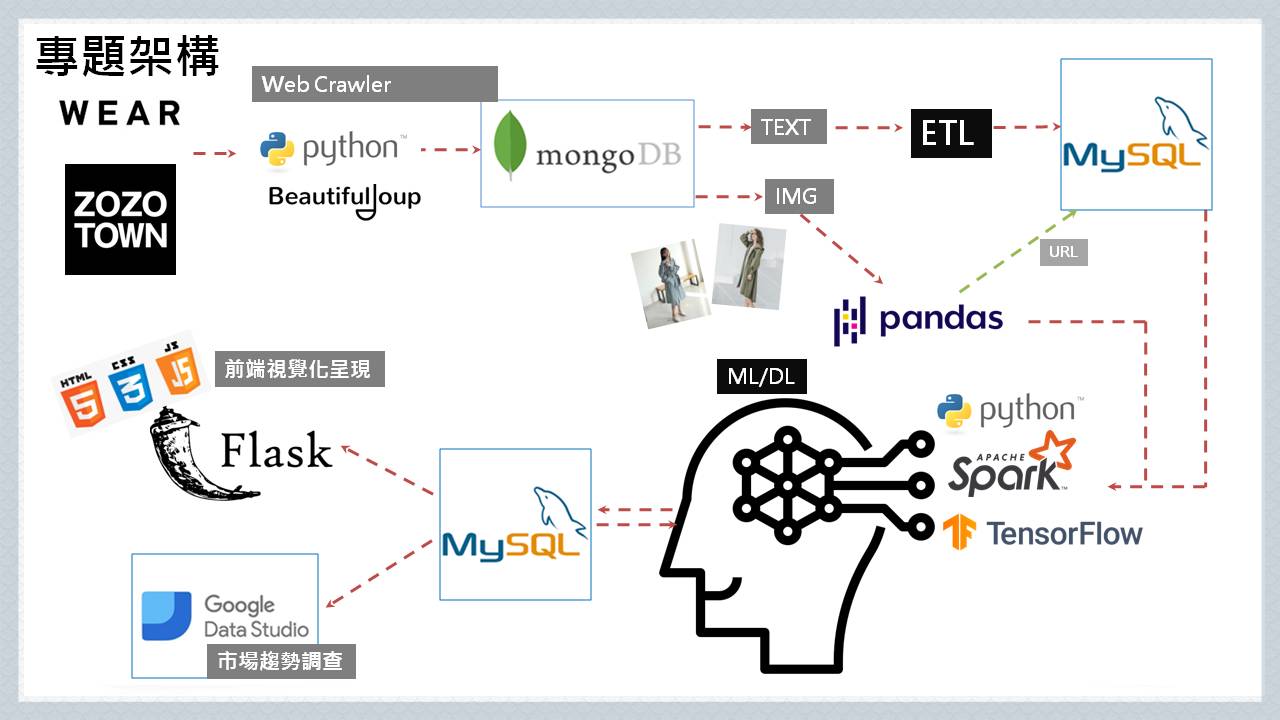 專題架構
WEAR
ZOZO
TOWN
Web Crawler
python™
BeautifulSoup
mongoDB
TEXT
ETL
MySQL
IMG
URL
pandas
HTML
CSS
JS
5
3
JS
前端視覺化呈現
Flask
ML/DL
python™
APACHE
Spark™
TensorFlow
MySQL
Google
Data Studio
市場趨勢調查